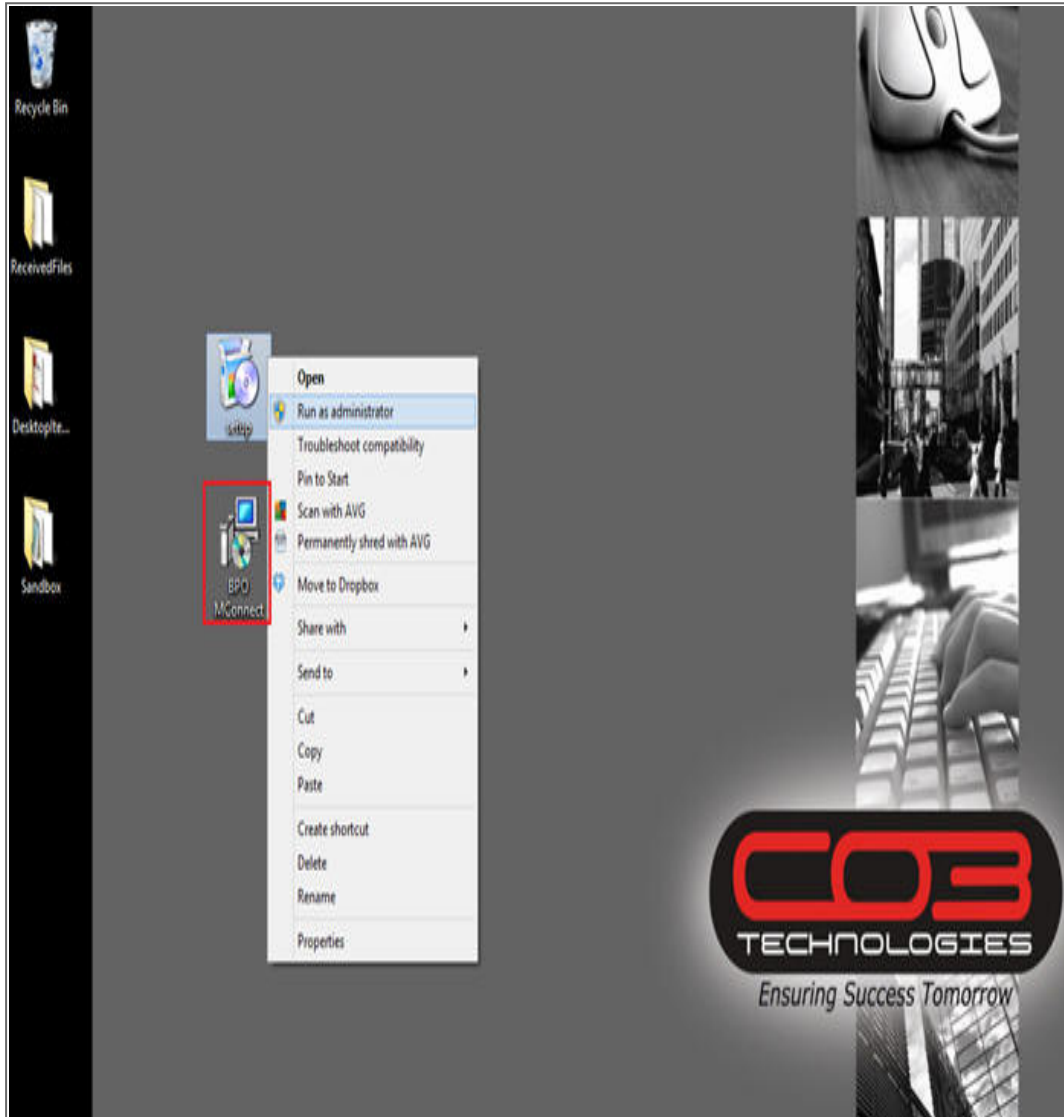 Recycle Bin
ReceivedFiles
DesktopIte...
Sandbox
setup
BPO
MConnect
Open
Run as administrator
Troubleshoot compatibility
Pin to Start
Scan with AVG
Permanently shred with AVG
Move to Dropbox
Share with
Send to
Cut
Copy
Paste
Create shortcut
Delete
Rename
Properties
CO3
TECHNOLOGIES
Ensuring Success Tomorrow